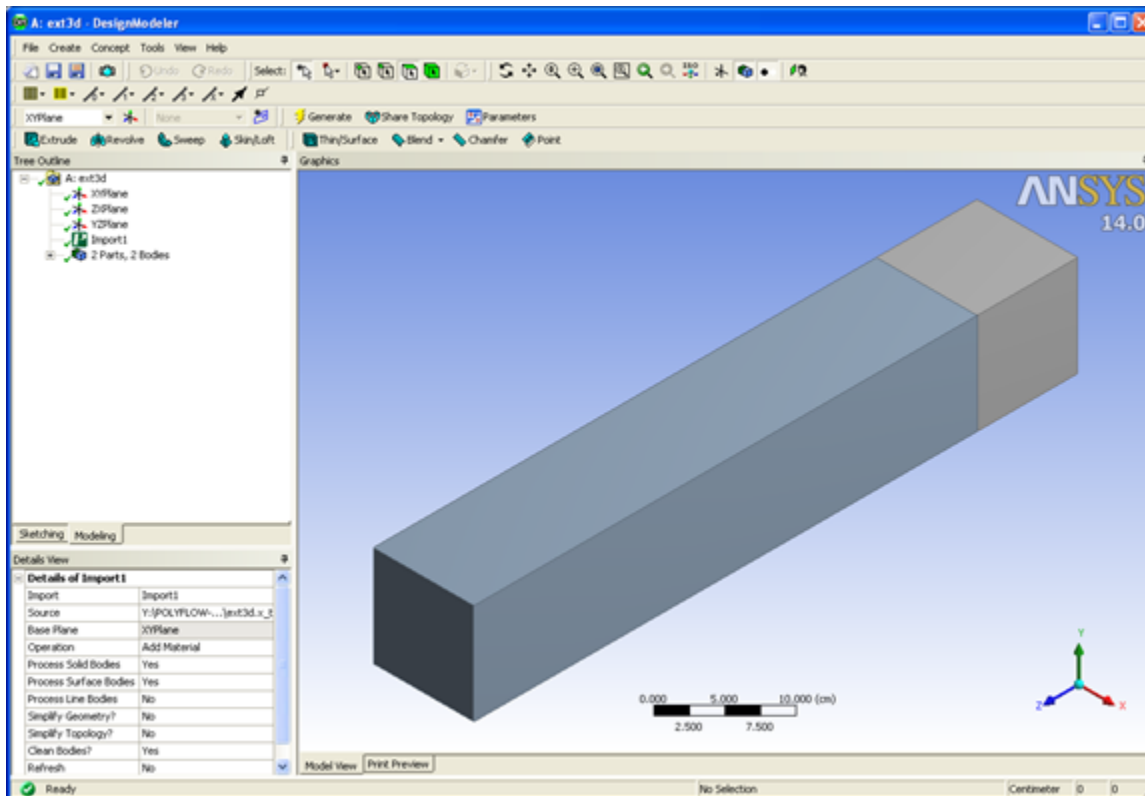 A: ext3d - DesignModeler
File Create Concept Tools View Help
Undo Redo Select:
XYPlane None Generate Share Topology Parameters
Extrude Revolve Sweep Skin/Loft Thin/Surface Blend Chamfer Point
Tree Outline
A: ext3d
XYPlane
ZXPlane
YZPlane
Import1
2 Parts, 2 Bodies
Sketching Modeling
Details View
Details of Import1
Import Import1
Source Y:\POLYFLOW-...\ext3d.x_t
Base Plane XYPlane
Operation Add Material
Process Solid Bodies Yes
Process Surface Bodies Yes
Process Line Bodies No
Simplify Geometry? No
Simplify Topology? No
Clean Bodies? Yes
Refresh No
Graphics
ANSYS
14.0
0.000 5.000 10.000 (cm)
2.500 7.500
Y
Z X
Model View Print Preview
Ready No Selection Centimeter 0 0